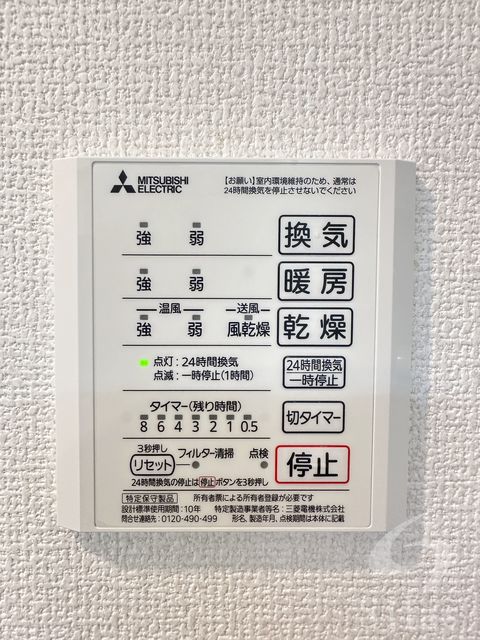 MITSUBISHI
ELECTRIC
【お願い】室内環境維持のため、通常は
24時間換気を停止させないでください
強 弱 換気
強 弱 暖房
温風 送風
強 弱 風乾燥 乾燥
点灯:24時間換気
点滅:一時停止(1時間)
24時間換気
一時停止
タイマー(残り時間)
8 6 4 3 2 1 0.5
切タイマー
3秒押し
リセット フィルター清掃 点検
停止
24時間換気の停止は停止ボタンを3秒押し
特定保守製品 所有者票による所有者登録が必要です
設計標準使用期間:10年 特定製造事業者等名:三菱電機株式会社
問合せ連絡先:0120-490-499 形名、製造年月、点検期間は本体に記載